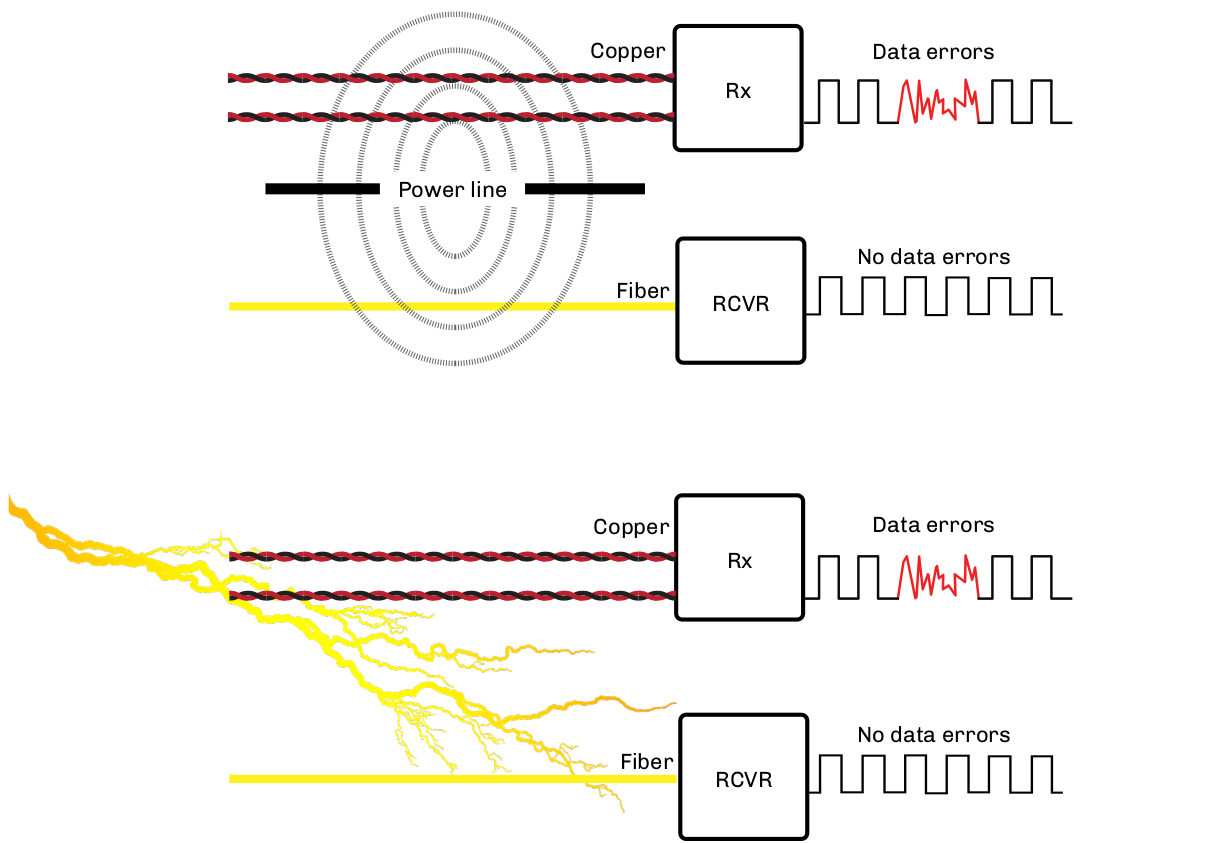 Copper
Rx
Data errors
Power line
Fiber
RCVR
No data errors
Copper
Rx
Data errors
Fiber
RCVR
No data errors